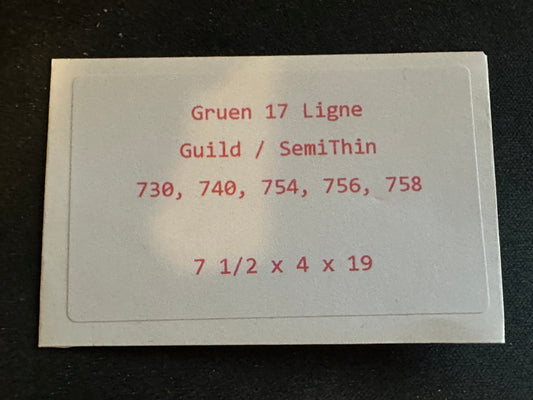 Gruen 17 Ligne
Guild / SemiThin
730, 740, 754, 756, 758
7 1/2 x 4 x 19